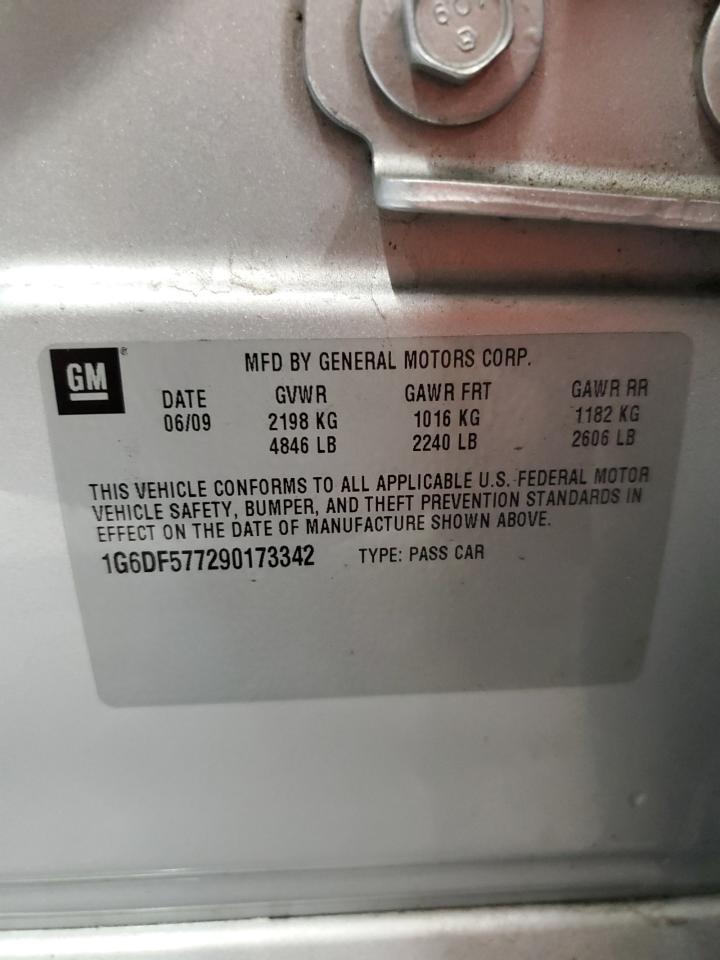 GM
MFD BY GENERAL MOTORS CORP.
DATE GVWR GAWR FRT GAWR RR
06/09 2198 KG 1016 KG 1182 KG
4846 LB 2240 LB 2606 LB
THIS VEHICLE CONFORMS TO ALL APPLICABLE U.S. FEDERAL MOTOR
VEHICLE SAFETY, BUMPER, AND THEFT PREVENTION STANDARDS IN
EFFECT ON THE DATE OF MANUFACTURE SHOWN ABOVE.
1G6DF577290173342 TYPE: PASS CAR